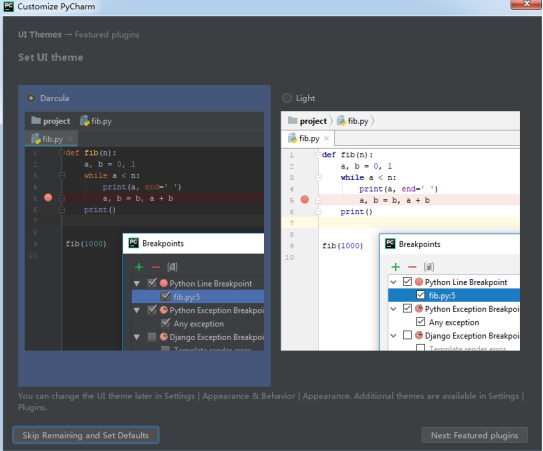 Customize PyCharm
UI Themes → Featured plugins
Set UI theme
Darcula
project fib.py
fib.py ×
1 def fib(n):
2 a, b = 0, 1
3 while a < n:
4 print(a, end=' ')
5 a, b = b, a + b
6 print()
7
8
9 fib(1000)
10
Breakpoints
Python Line Breakpoint
fib.py:5
Python Exception Breakpoi
Any exception
Django Exception Breakpoi
Template render error
Light
project fib.py
fib.py ×
1 def fib(n):
2 a, b = 0, 1
3 while a < n:
4 print(a, end=' ')
5 a, b = b, a + b
6 print()
7
8
9 fib(1000)
10
Breakpoints
Python Line Breakpoint
fib.py:5
Python Exception Breakpoi
Any exception
Django Exception Breakpoi
Template render error
You can change the UI theme later in Settings | Appearance & Behavior | Appearance. Additional themes are available in Settings |
Plugins.
Skip Remaining and Set Defaults
Next: Featured plugins